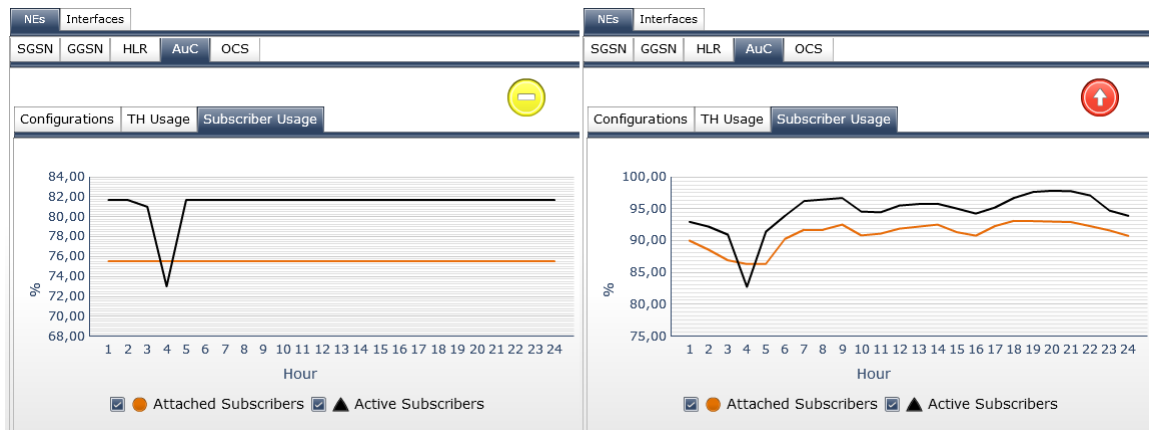 NEs Interfaces
SGSN GGSN HLR AuC OCS
Configurations TH Usage Subscriber Usage
84,00
82,00
80,00
78,00
76,00
74,00
72,00
70,00
68,00
%
1 2 3 4 5 6 7 8 9 10 11 12 13 14 15 16 17 18 19 20 21 22 23 24
Hour
Attached Subscribers Active Subscribers
NEs Interfaces
SGSN GGSN HLR AuC OCS
Configurations TH Usage Subscriber Usage
100,00
95,00
90,00
85,00
80,00
75,00
%
1 2 3 4 5 6 7 8 9 10 11 12 13 14 15 16 17 18 19 20 21 22 23 24
Hour
Attached Subscribers Active Subscribers